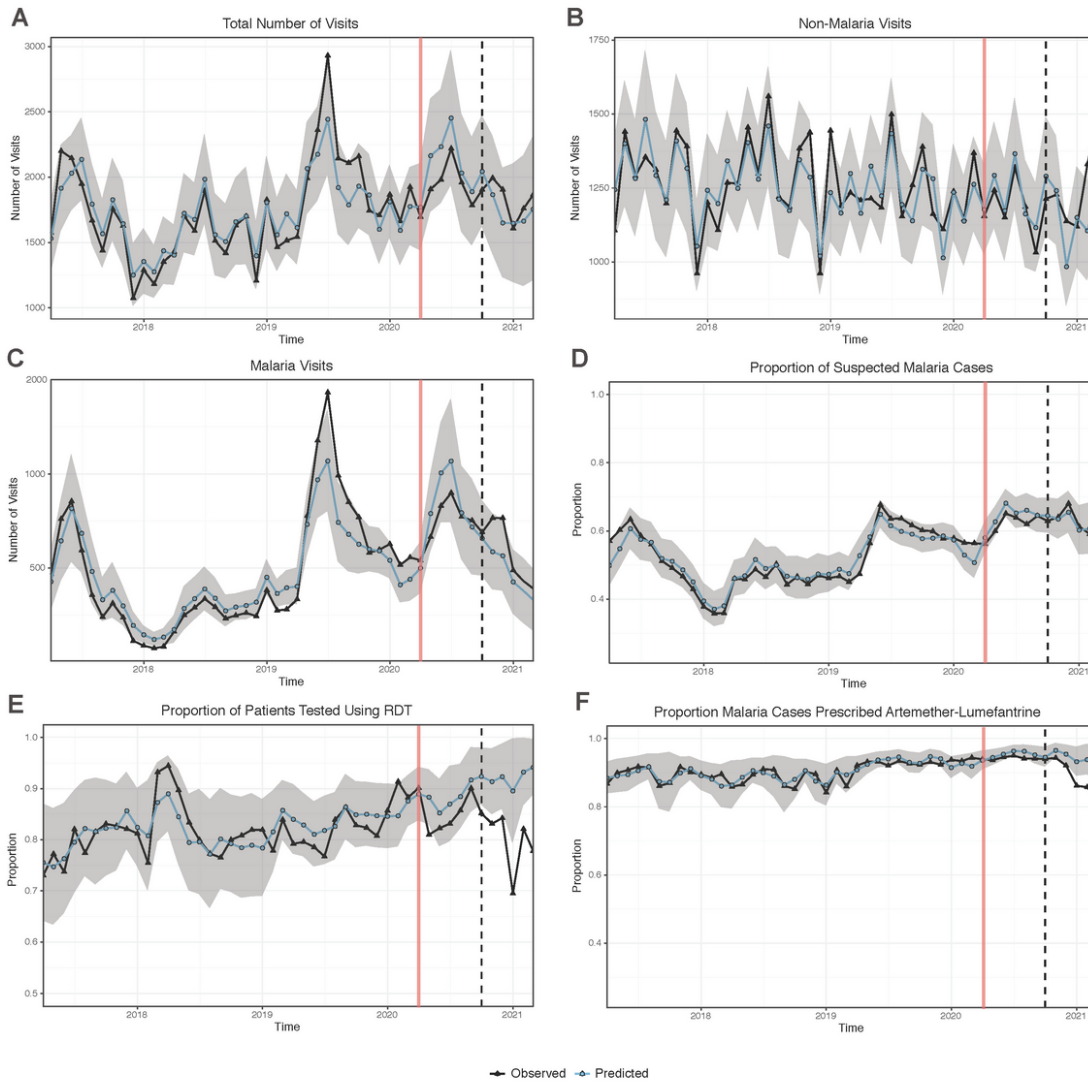 A
Total Number of Visits
Number of Visits
3000
2500
2000
1500
1000
2018
2019
2020
2021
Time
B
Non-Malaria Visits
Number of Visits
1750
1500
1250
1000
2018
2019
2020
2021
Time
C
Malaria Visits
Number of Visits
2000
1000
500
2018
2019
2020
2021
Time
D
Proportion of Suspected Malaria Cases
Proportion
1.0
0.8
0.6
0.4
2018
2019
2020
2021
Time
E
Proportion of Patients Tested Using RDT
Proportion
1.0
0.9
0.8
0.7
0.6
0.5
2018
2019
2020
2021
Time
F
Proportion Malaria Cases Prescribed Artemether-Lumefantrine
Proportion
1.0
0.8
0.6
0.4
2018
2019
2020
2021
Time
Observed Predicted